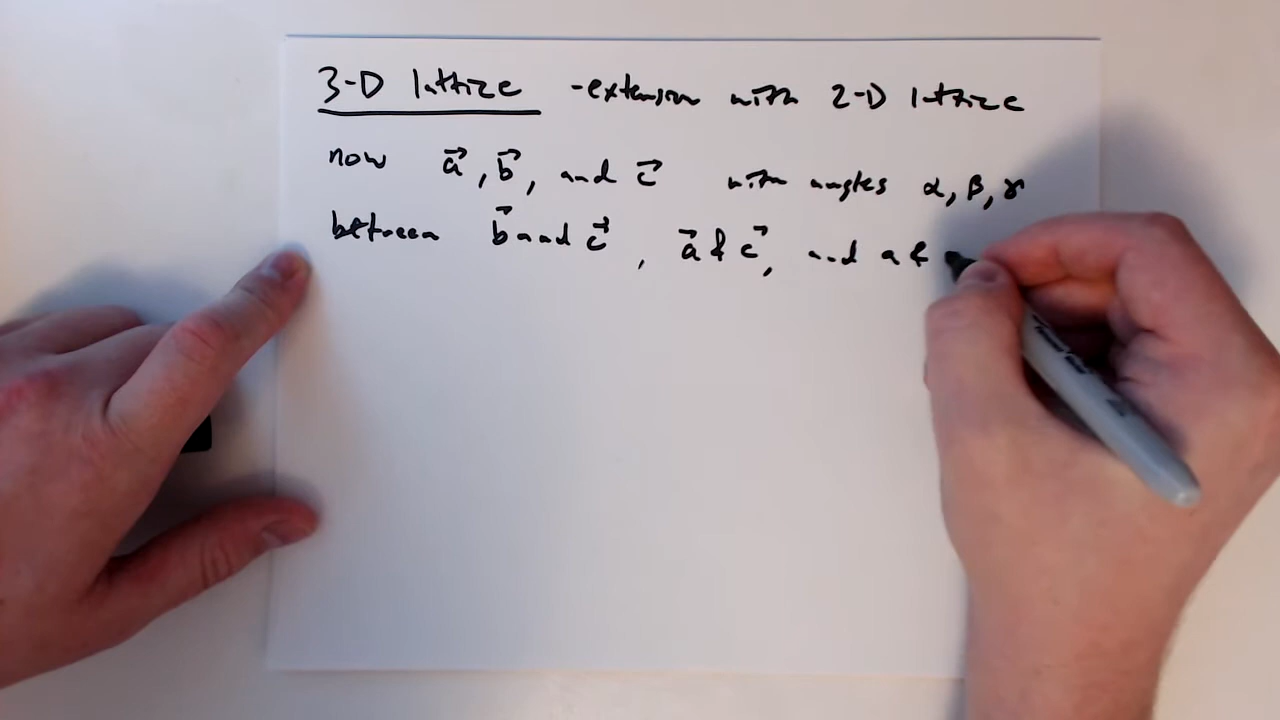 3-D lattice -extension with 2-D lattice
now a⃗, b⃗, and c⃗ with angles α, β, γ
between b⃗ and c⃗, a⃗ & c⃗, and a &